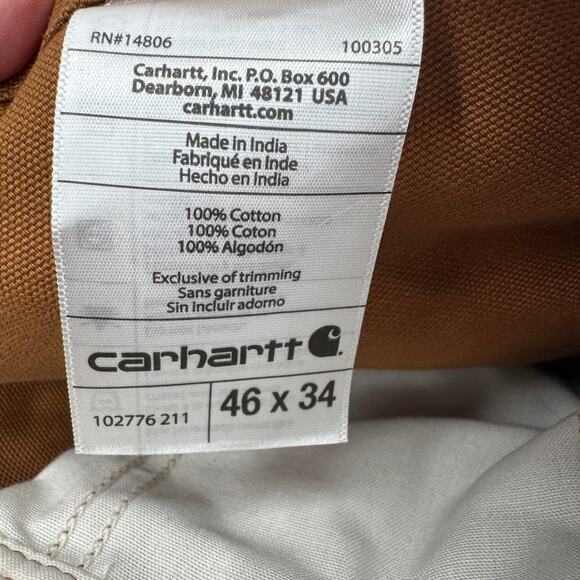 RN#14806 100305
Carhartt, Inc. P.O. Box 600
Dearborn, MI 48121 USA
carhartt.com
Made in India
Fabriqué en Inde
Hecho en India
100% Cotton
100% Coton
100% Algodón
Exclusive of trimming
Sans garniture
Sin incluir adorno
carhartt
102776 211 46 x 34